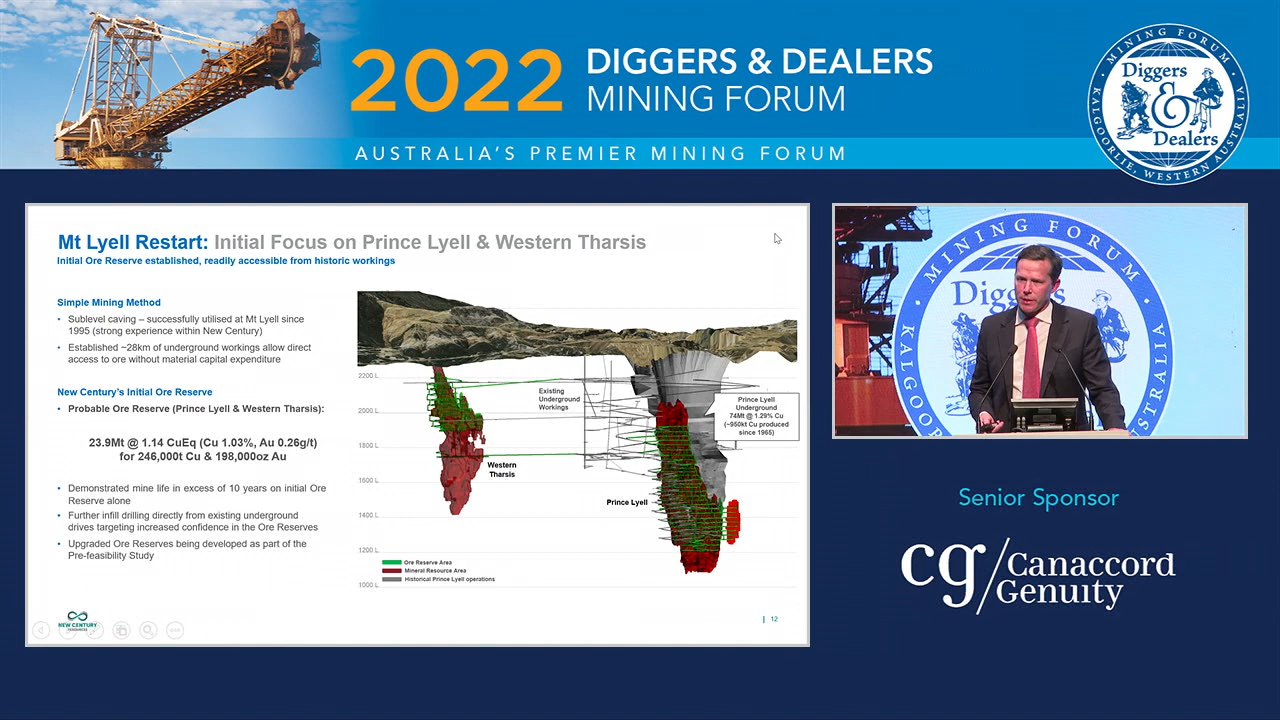 2022 DIGGERS & DEALERS
MINING FORUM
AUSTRALIA'S PREMIER MINING FORUM
MINING FORUM
Diggers
&
Dealers
KALGOORLIE, WESTERN AUSTRALIA
Mt Lyell Restart: Initial Focus on Prince Lyell & Western Tharsis
Initial Ore Reserve established, readily accessible from historic workings
Simple Mining Method
• Sublevel caving – successfully utilised at Mt Lyell since
1995 (strong experience within New Century)
• Established ~28km of underground workings allow direct
access to ore without material capital expenditure
New Century's Initial Ore Reserve
• Probable Ore Reserve (Prince Lyell & Western Tharsis):
23.9Mt @ 1.14 CuEq (Cu 1.03%, Au 0.26g/t)
for 246,000t Cu & 198,000oz Au
• Demonstrated mine life in excess of 10 years on initial Ore
Reserve alone
• Further infill drilling directly from existing underground
drives targeting increased confidence in the Ore Reserves
• Upgraded Ore Reserves being developed as part of the
Pre-feasibility Study
2200 L
2000 L
1800 L
1600 L
1400 L
1200 L
1000 L
Existing
Underground
Workings
Prince Lyell
Underground
74Mt @ 1.29% Cu
(~950kt Cu produced
since 1965)
Western
Tharsis
Prince Lyell
Ore Reserve Area
Mineral Resource Area
Historical Prince Lyell operations
NEW CENTURY
RESOURCES
| 12
MINING FORUM
Diggers
KALGOORLIE
AUSTRALIA
Senior Sponsor
cg/Canaccord
Genuity